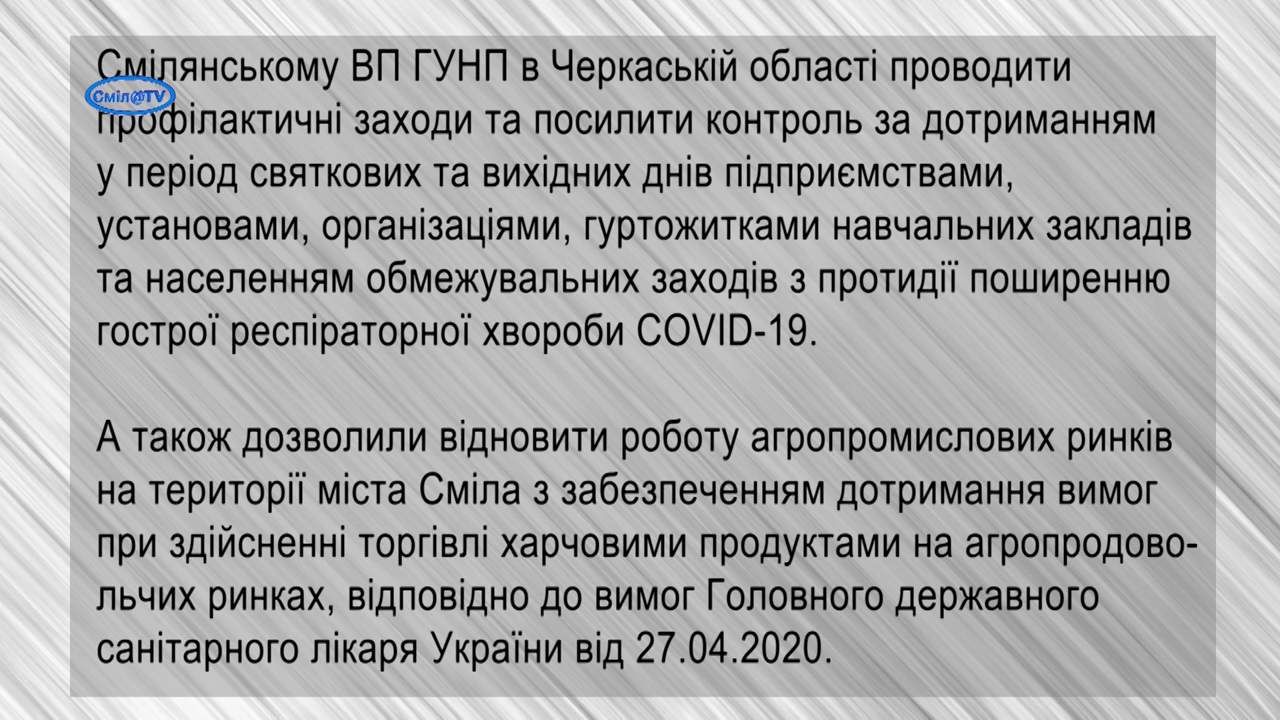 Смілянському ВП ГУНП в Черкаській області проводити
Сміл@TV
профілактичні заходи та посилити контроль за дотриманням
у період святкових та вихідних днів підприємствами,
установами, організаціями, гуртожитками навчальних закладів
та населенням обмежувальних заходів з протидії поширенню
гострої респіраторної хвороби COVID-19.
А також дозволили відновити роботу агропромислових ринків
на території міста Сміла з забезпеченням дотримання вимог
при здійсненні торгівлі харчовими продуктами на агропродово-
льчих ринках, відповідно до вимог Головного державного
санітарного лікаря України від 27.04.2020.